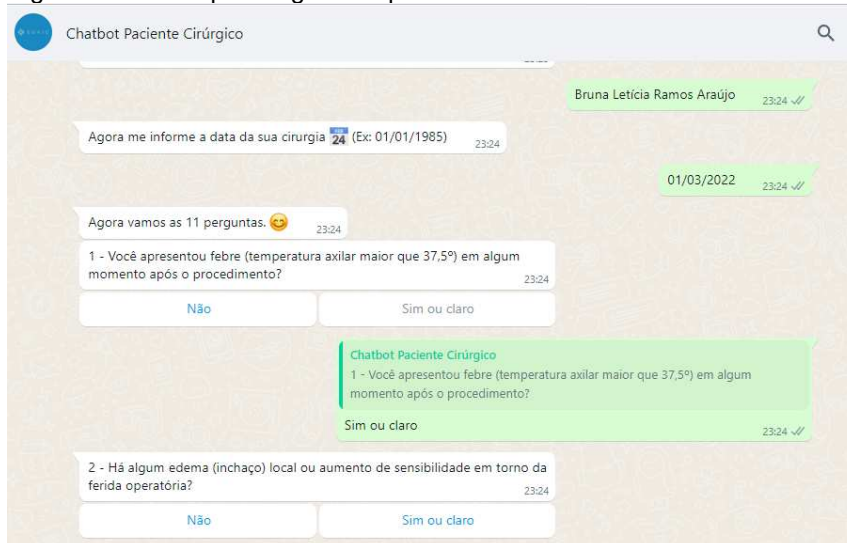 Chatbot Paciente Cirúrgico
Bruna Letícia Ramos Araújo 23:24
Agora me informe a data da sua cirurgia 24 (Ex: 01/01/1985) 23:24
01/03/2022 23:24
Agora vamos as 11 perguntas. 😊 23:24
1 - Você apresentou febre (temperatura axilar maior que 37,5º) em algum
momento após o procedimento? 23:24
Não Sim ou claro
Chatbot Paciente Cirúrgico
1 - Você apresentou febre (temperatura axilar maior que 37,5º) em algum
momento após o procedimento?
Sim ou claro 23:24
2 - Há algum edema (inchaço) local ou aumento de sensibilidade em torno da
ferida operatória? 23:24
Não Sim ou claro